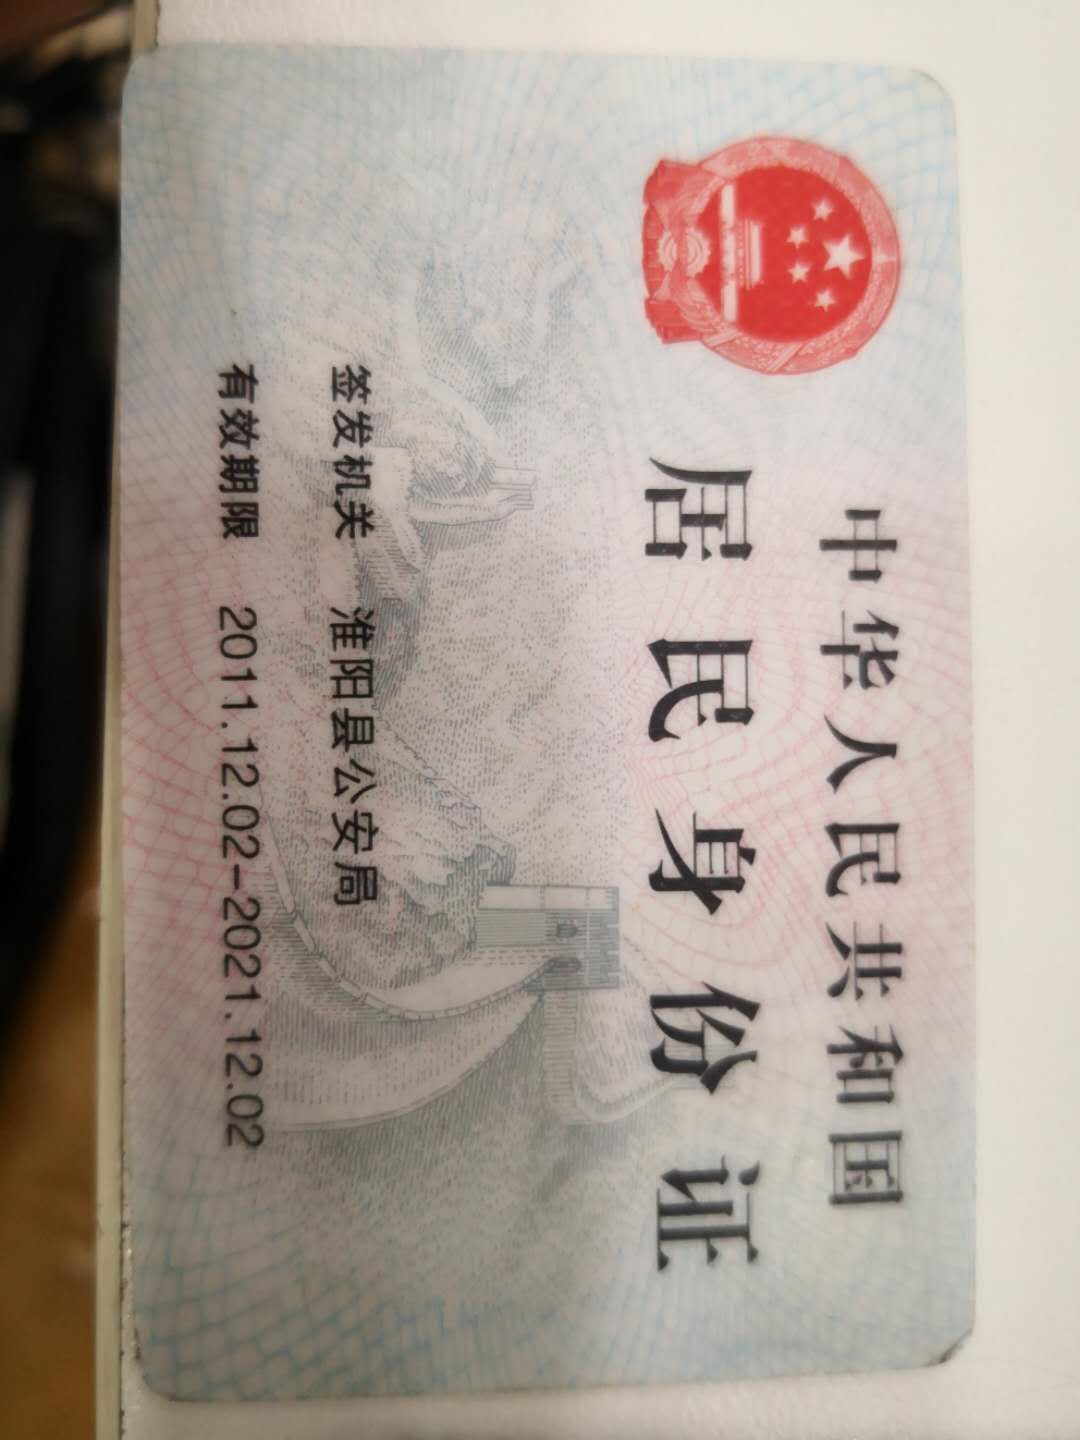 中华人民共和国
居民身份证
签发机关 淮阳县公安局
有效期限 2011.12.02-2021.12.02